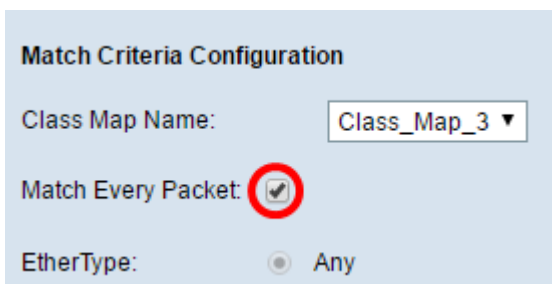 Match Criteria Configuration
Class Map Name: Class_Map_3
Match Every Packet:
EtherType: Any